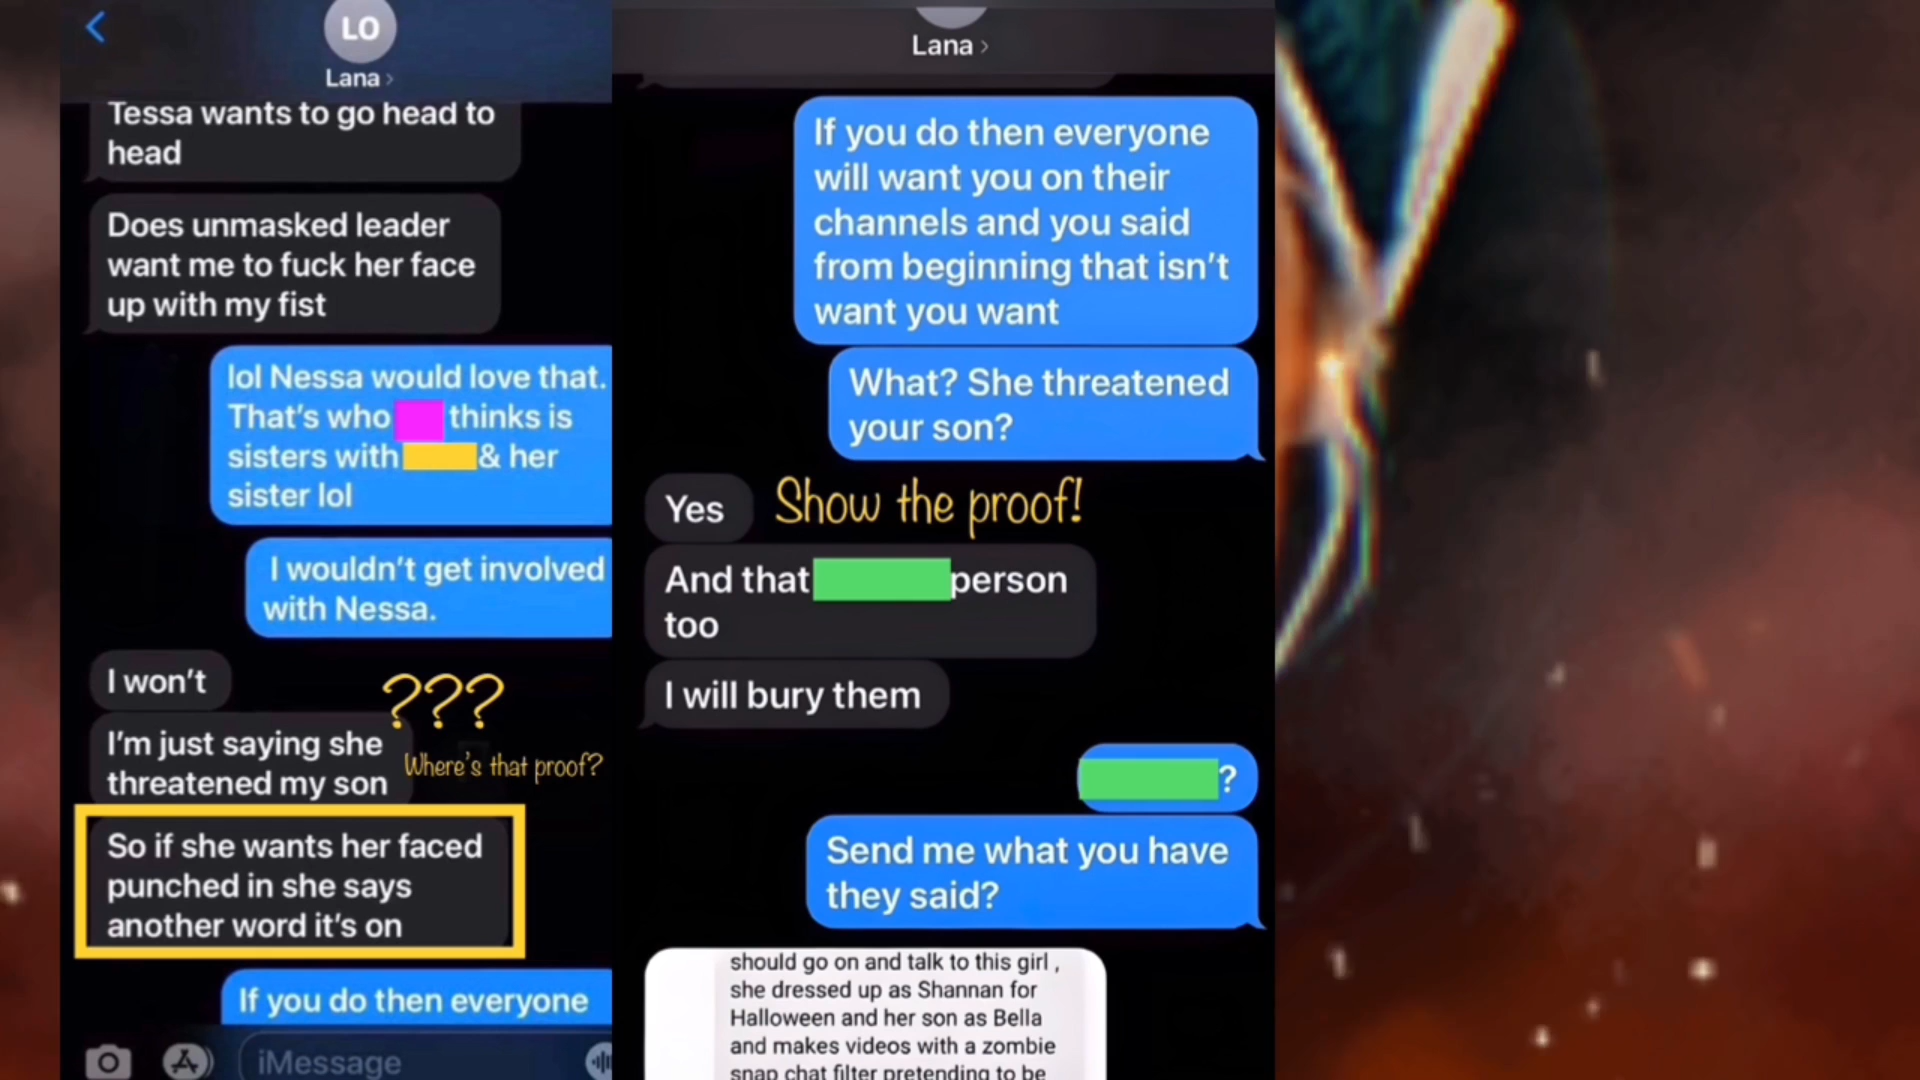 LO
Lana
Tessa wants to go head to
head
Does unmasked leader
want me to fuck her face
up with my fist
lol Nessa would love that.
That's who thinks is
sisters with & her
sister lol
I wouldn't get involved
with Nessa.
I won't
???
I'm just saying she
threatened my son
Where's that proof?
So if she wants her faced
punched in she says
another word it's on
If you do then everyone
iMessage
Lana
If you do then everyone
will want you on their
channels and you said
from beginning that isn't
want you want
What? She threatened
your son?
Yes
Show the proof!
And that person
too
I will bury them
?
Send me what you have
they said?
should go on and talk to this girl ,
she dressed up as Shannan for
Halloween and her son as Bella
and makes videos with a zombie
snap chat filter pretending to be